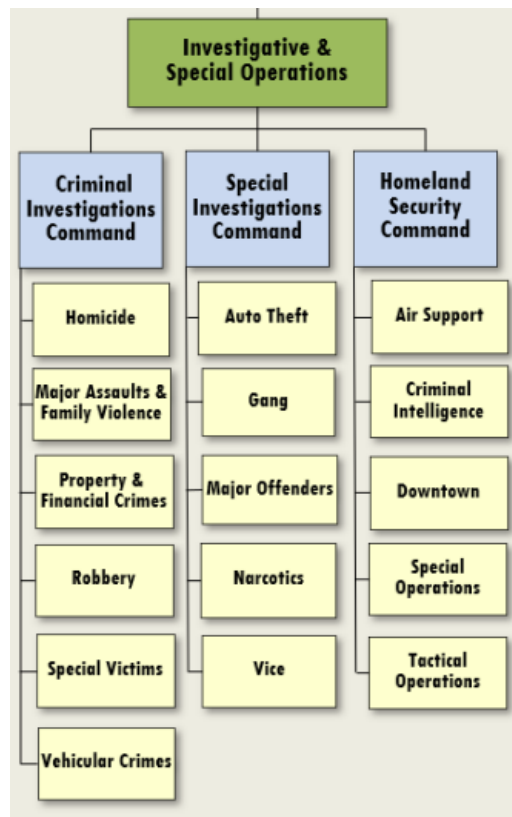 Investigative &
Special Operations
Criminal
Investigations
Command
Homicide
Major Assaults &
Family Violence
Property &
Financial Crimes
Robbery
Special Victims
Vehicular Crimes
Special
Investigations
Command
Auto Theft
Gang
Major Offenders
Narcotics
Vice
Homeland
Security
Command
Air Support
Criminal
Intelligence
Downtown
Special
Operations
Tactical
Operations